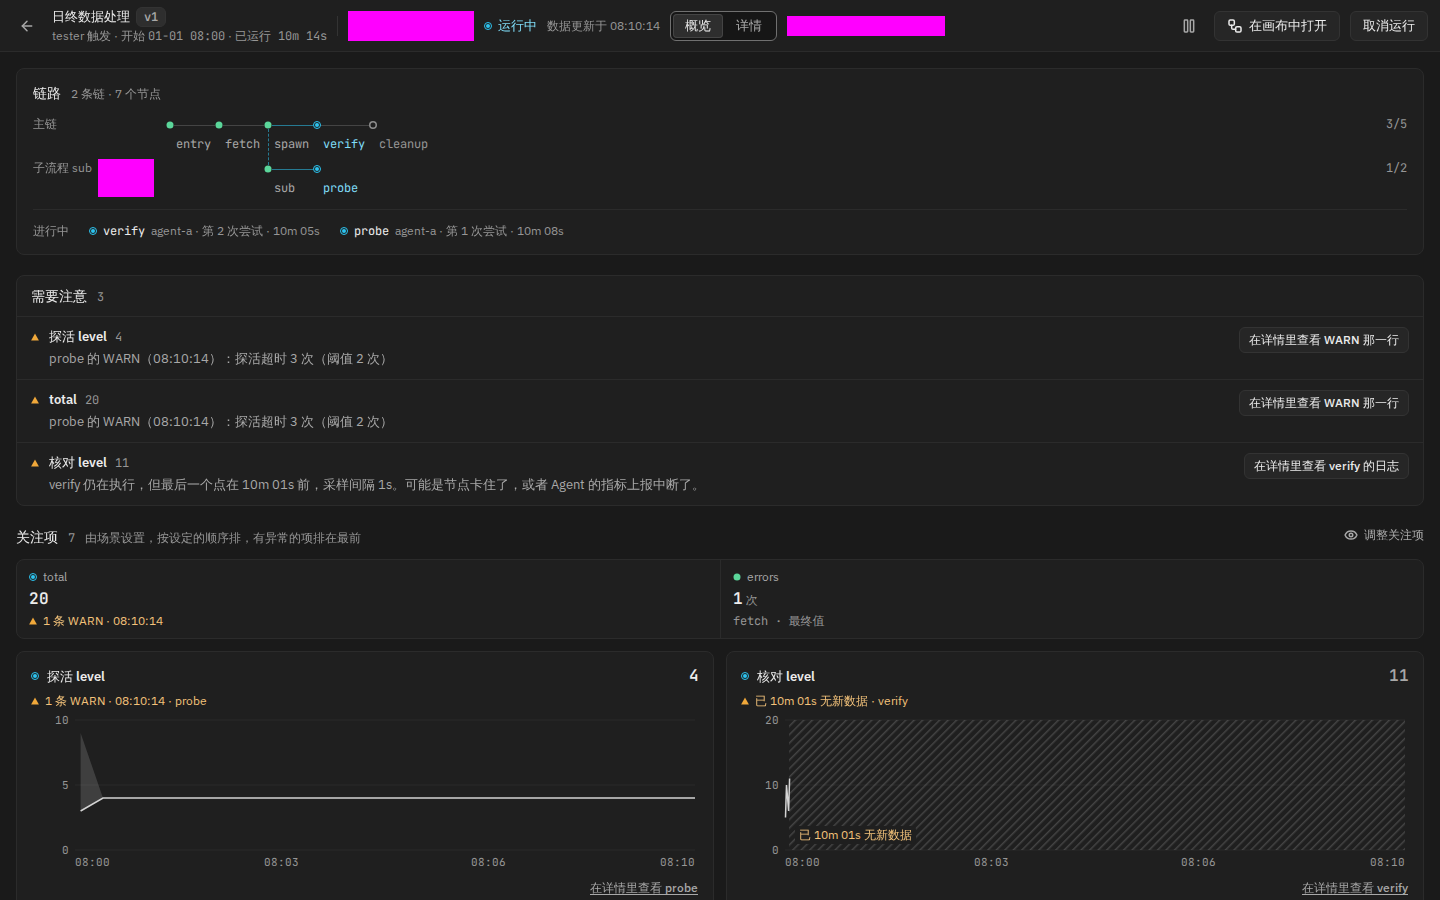 日终数据处理 v1
tester 触发 · 开始 01-01 08:00 · 已运行 10m 14s
运行中 数据更新于 08:10:14 概览 详情
在画布中打开 取消运行
链路 2 条链 · 7 个节点
主链 3/5
entry fetch spawn verify cleanup
子流程 sub 1/2
sub probe
进行中 verify agent-a · 第 2 次尝试 · 10m 05s probe agent-a · 第 1 次尝试 · 10m 08s
需要注意 3
探活 level 4 在详情里查看 WARN 那一行
probe 的 WARN（08:10:14）：探活超时 3 次（阈值 2 次）
total 20 在详情里查看 WARN 那一行
probe 的 WARN（08:10:14）：探活超时 3 次（阈值 2 次）
核对 level 11 在详情里查看 verify 的日志
verify 仍在执行，但最后一个点在 10m 01s 前，采样间隔 1s。可能是节点卡住了，或者 Agent 的指标上报中断了。
关注项 7 由场景设置，按设定的顺序排，有异常的项排在最前 调整关注项
total
20
1 条 WARN · 08:10:14
errors
1 次
fetch · 最终值
探活 level 4
1 条 WARN · 08:10:14 · probe
10
5
0
08:00 08:03 08:06 08:10
在详情里查看 probe
核对 level 11
已 10m 01s 无新数据 · verify
20
10
已 10m 01s 无新数据
0
08:00 08:03 08:06 08:10
在详情里查看 verify